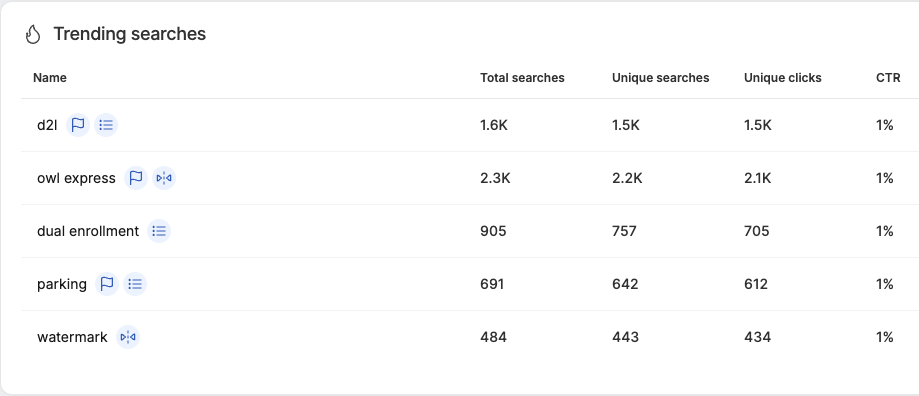 Trending searches
Name Total searches Unique searches Unique clicks CTR
d2l 1.6K 1.5K 1.5K 1%
owl express 2.3K 2.2K 2.1K 1%
dual enrollment 905 757 705 1%
parking 691 642 612 1%
watermark 484 443 434 1%